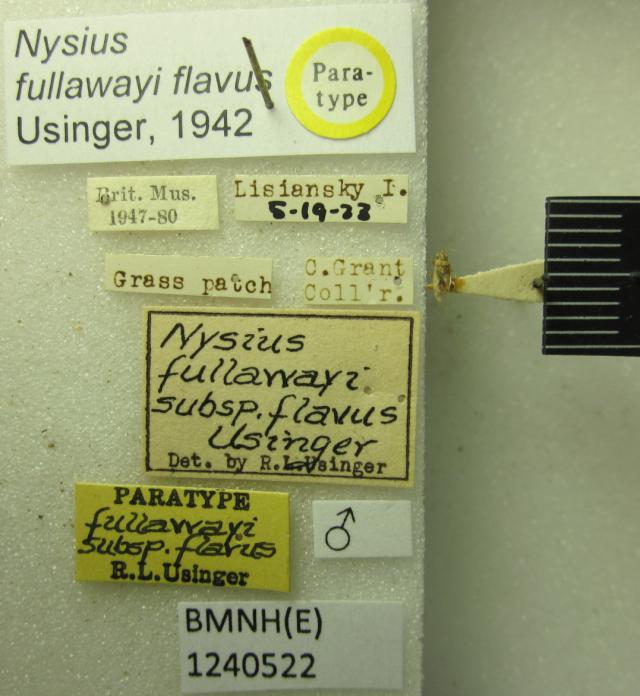 Nysius
fullawayi flavus
Usinger, 1942
Para-
type
Brit. Mus.
1947-80
Lisiansky I.
5-19-23
Grass patch
C.Grant
Coll'r.
Nysius
fullawayi
subsp. flavus
Usinger
Det. by R.L.Usinger
PARATYPE
fullawayi
subsp. flavus
R.L.Usinger
♂
BMNH(E)
1240522